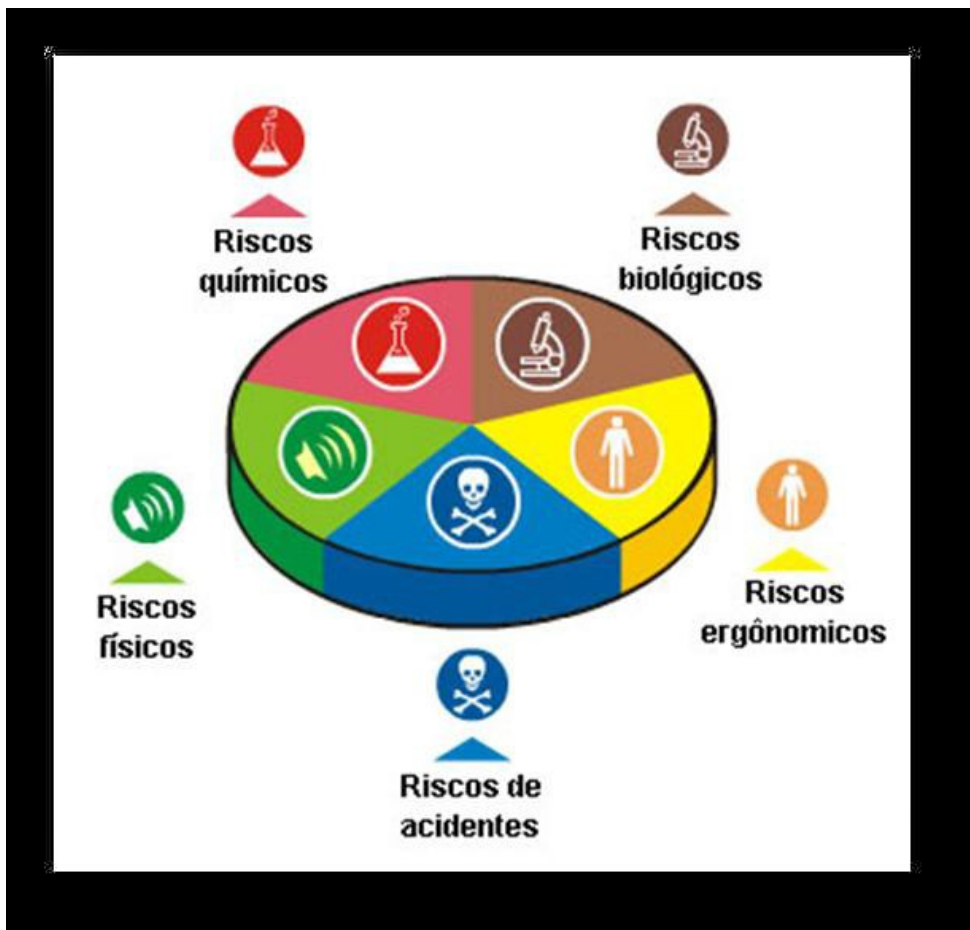 Riscos
químicos
Riscos
biológicos
Riscos
físicos
Riscos
ergônomicos
Riscos de
acidentes